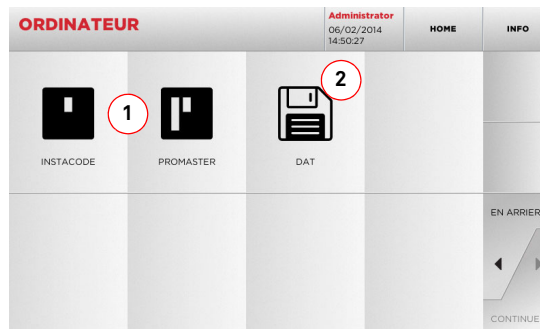 ORDINATEUR
Administrator
06/02/2014
14:50:27
HOME
INFO
1
2
INSTACODE
PROMASTER
DAT
EN ARRIER
CONTINUE